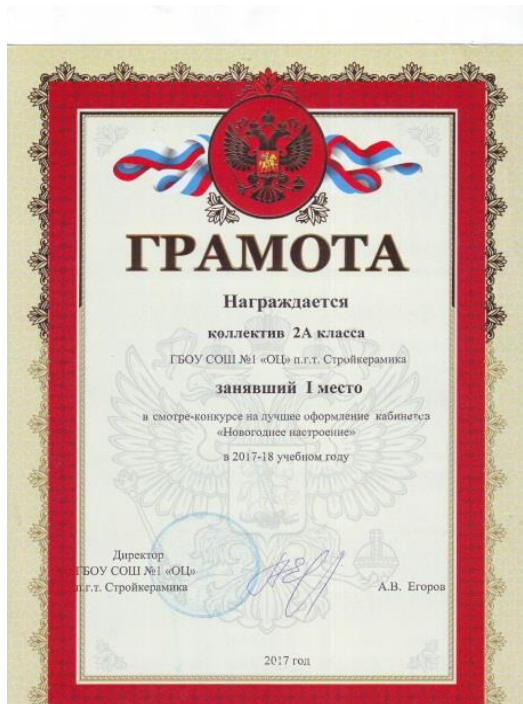 ГРАМОТА
Награждается
коллектив 2А класса
ГБОУ СОШ №1 «ОЦ» п.г.т. Стройкерамика
занявший I место
в смотре-конкурсе на лучшее оформление кабинетов
«Новогоднее настроение»
в 2017-18 учебном году
Директор
ГБОУ СОШ №1 «ОЦ»
п.г.т. Стройкерамика
А.В. Егоров
2017 год